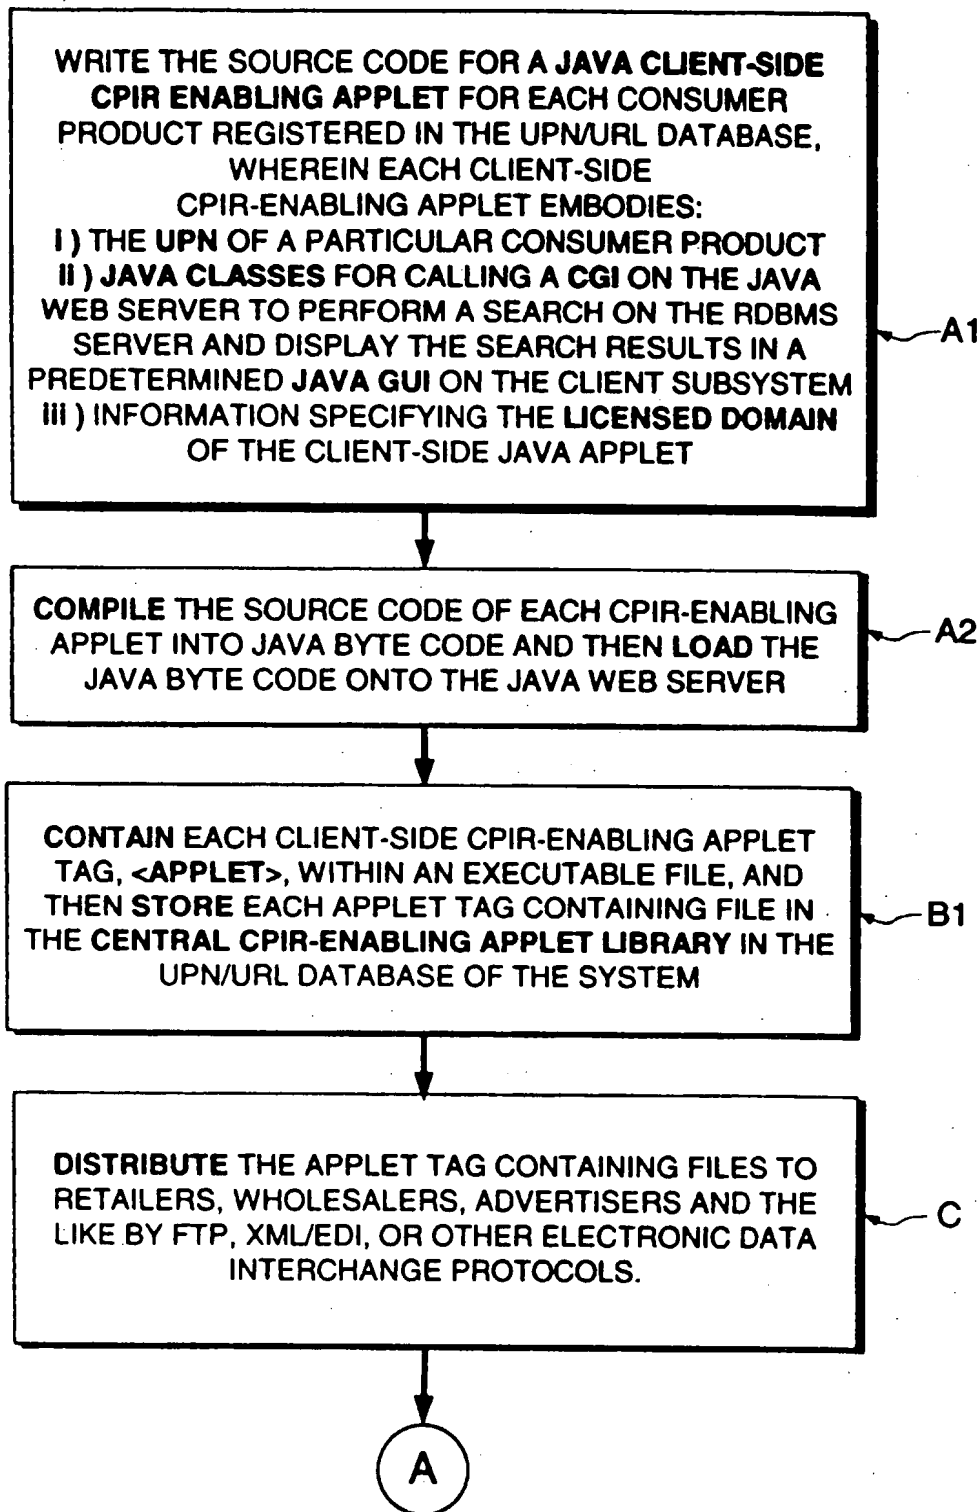 WRITE THE SOURCE CODE FOR A JAVA CLIENT-SIDE
CPIR ENABLING APPLET FOR EACH CONSUMER
PRODUCT REGISTERED IN THE UPN/URL DATABASE,
WHEREIN EACH CLIENT-SIDE
CPIR-ENABLING APPLET EMBODIES:
i ) THE UPN OF A PARTICULAR CONSUMER PRODUCT
ii ) JAVA CLASSES FOR CALLING A CGI ON THE JAVA
WEB SERVER TO PERFORM A SEARCH ON THE RDBMS
SERVER AND DISPLAY THE SEARCH RESULTS IN A
PREDETERMINED JAVA GUI ON THE CLIENT SUBSYSTEM
iii ) INFORMATION SPECIFYING THE LICENSED DOMAIN
OF THE CLIENT-SIDE JAVA APPLET
A1
COMPILE THE SOURCE CODE OF EACH CPIR-ENABLING
APPLET INTO JAVA BYTE CODE AND THEN LOAD THE
JAVA BYTE CODE ONTO THE JAVA WEB SERVER
A2
CONTAIN EACH CLIENT-SIDE CPIR-ENABLING APPLET
TAG, <APPLET>, WITHIN AN EXECUTABLE FILE, AND
THEN STORE EACH APPLET TAG CONTAINING FILE IN
THE CENTRAL CPIR-ENABLING APPLET LIBRARY IN THE
UPN/URL DATABASE OF THE SYSTEM
B1
DISTRIBUTE THE APPLET TAG CONTAINING FILES TO
RETAILERS, WHOLESALERS, ADVERTISERS AND THE
LIKE BY FTP, XML/EDI, OR OTHER ELECTRONIC DATA
INTERCHANGE PROTOCOLS.
C
A